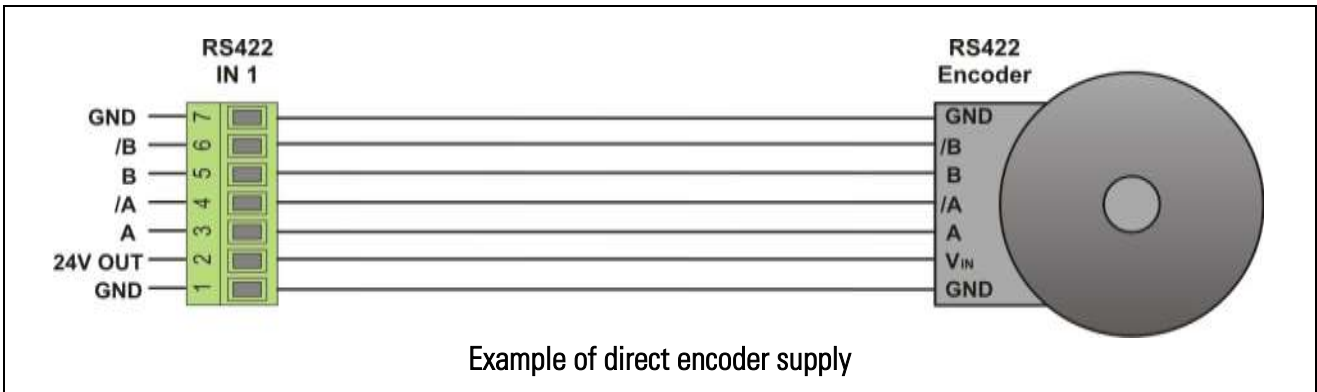 RS422
IN 1
RS422
Encoder
GND 7 GND
/B 6 /B
B 5 B
/A 4 /A
A 3 A
24V OUT 2 VIN
GND 1 GND
Example of direct encoder supply